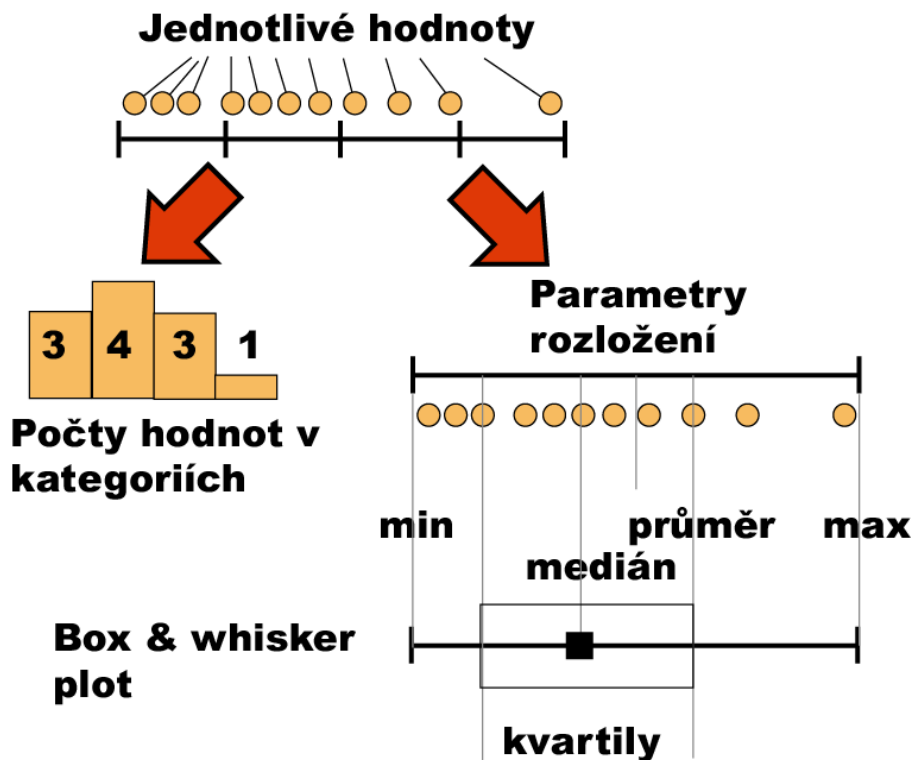 Jednotlivé hodnoty
3 4 3 1
Počty hodnot v
kategoriích
Parametry
rozložení
min průměr max
medián
Box & whisker
plot
kvartily